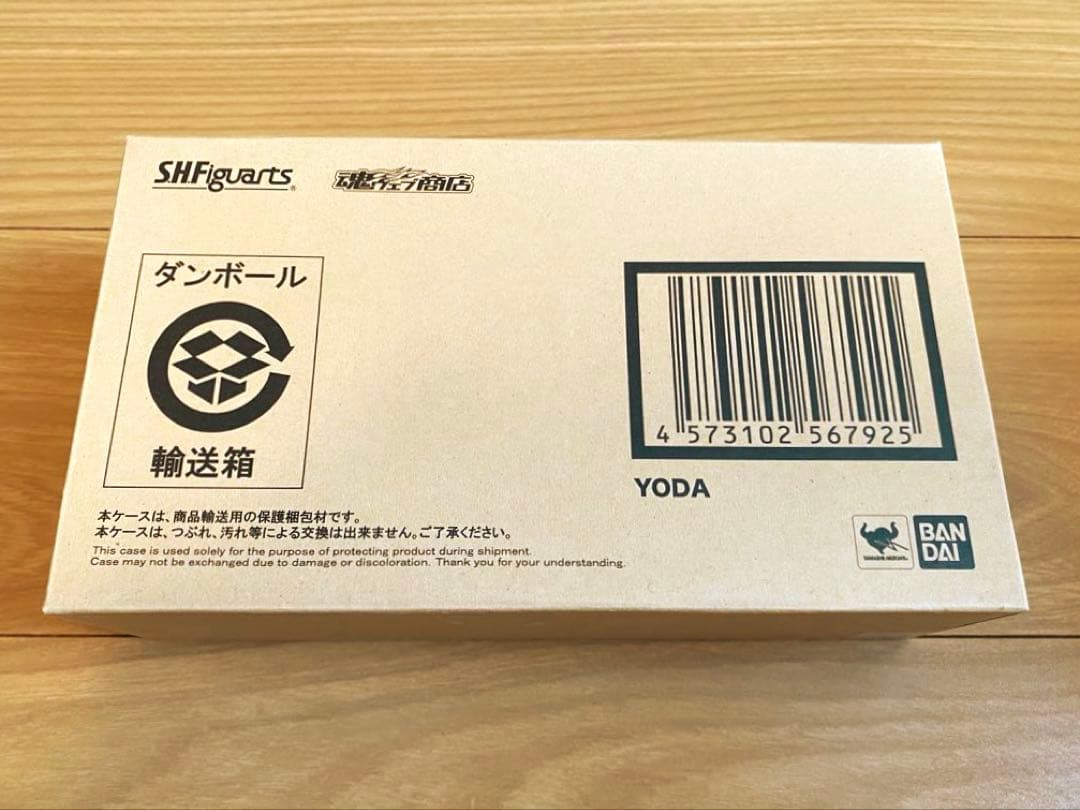 S.H.Figuarts®
魂ウェブ商店
ダンボール
輸送箱
4 573102 567925
YODA
本ケースは、商品輸送用の保護梱包材です。
本ケースは、つぶれ、汚れ等による交換は出来ません。ご了承ください。
This case is used solely for the purpose of protecting product during shipment.
Case may not be exchanged due to damage or discoloration. Thank you for your understanding.
BAN
DAI